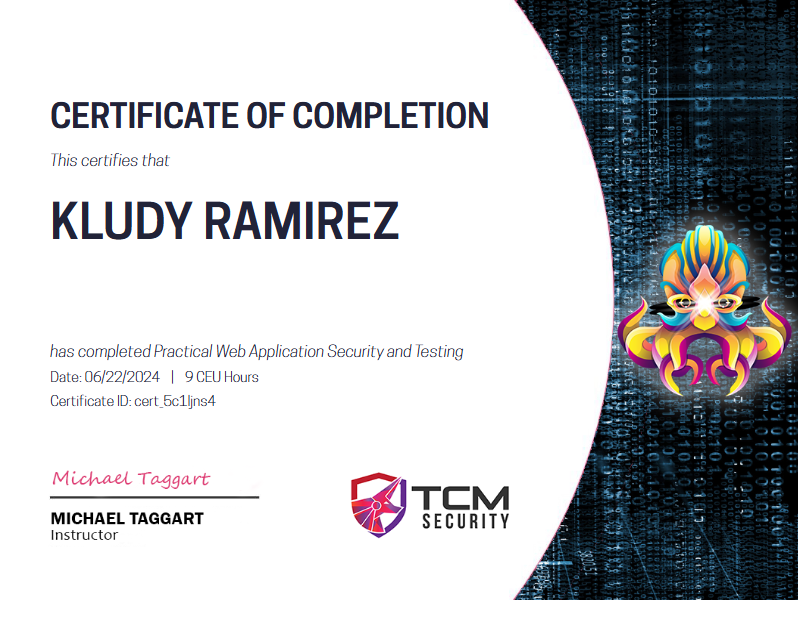 CERTIFICATE OF COMPLETION
This certifies that
KLUDY RAMIREZ
has completed Practical Web Application Security and Testing
Date: 06/22/2024 | 9 CEU Hours
Certificate ID: cert_5c1ljns4
Michael Taggart
MICHAEL TAGGART
Instructor
TCM
SECURITY